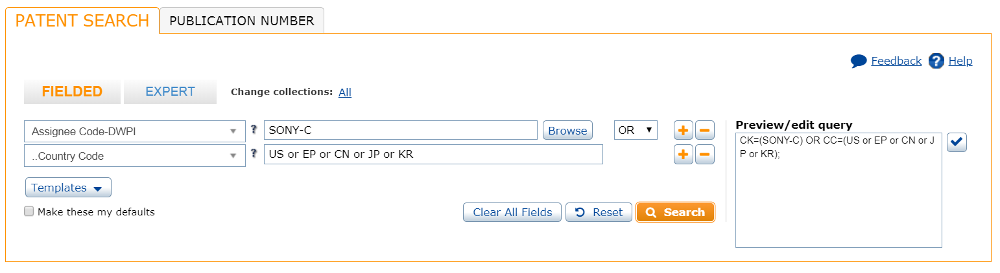 PATENT SEARCH PUBLICATION NUMBER
Feedback ? Help
FIELDED EXPERT Change collections: All
Assignee Code-DWPI ? SONY-C Browse OR + −
..Country Code ? US or EP or CN or JP or KR + −
Templates
Make these my defaults
Clear All Fields Reset Search
Preview/edit query
CK=(SONY-C) OR CC=(US or EP or CN or J
P or KR);